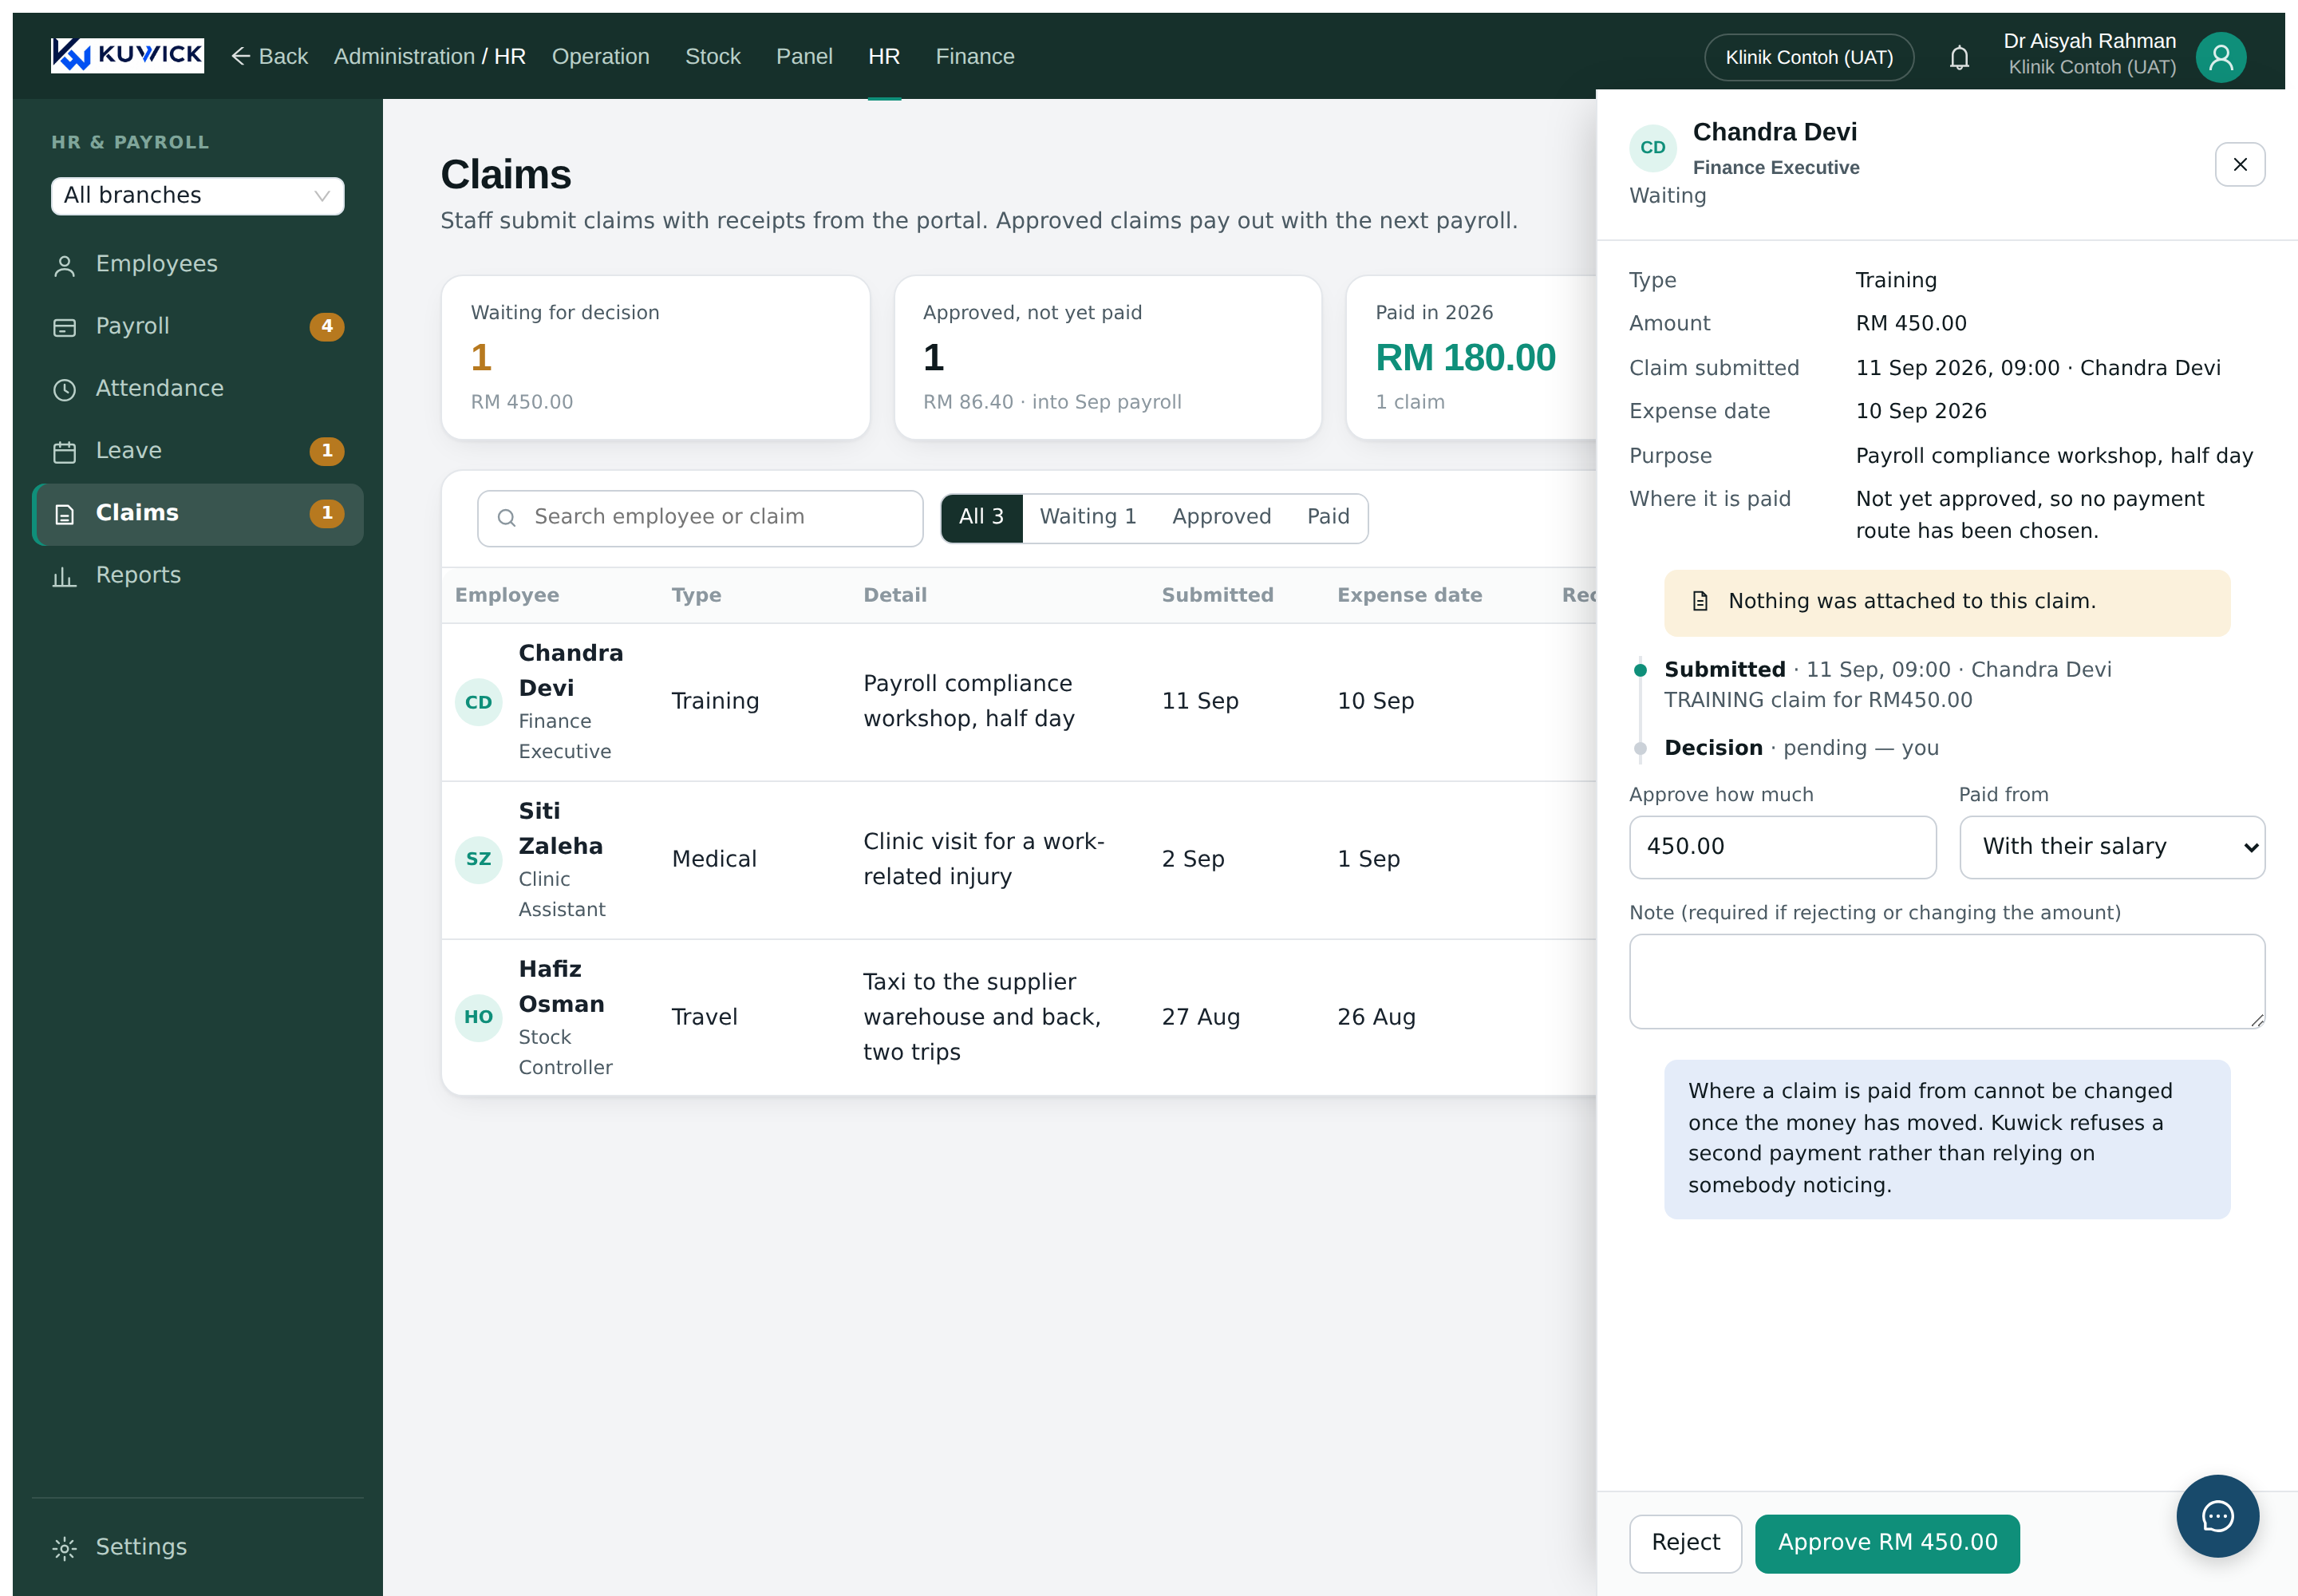 KUWICK
Back
Administration / HR
Operation
Stock
Panel
HR
Finance
Klinik Contoh (UAT)
Dr Aisyah Rahman
Klinik Contoh (UAT)
HR & PAYROLL
All branches
Employees
Payroll
4
Attendance
Leave
1
Claims
1
Reports
Settings
Claims
Staff submit claims with receipts from the portal. Approved claims pay out with the next payroll.
Waiting for decision
1
RM 450.00
Approved, not yet paid
1
RM 86.40 · into Sep payroll
Paid in 2026
RM 180.00
1 claim
Search employee or claim
All 3
Waiting 1
Approved
Paid
Employee
Type
Detail
Submitted
Expense date
CD
Chandra
Devi
Finance
Executive
Training
Payroll compliance
workshop, half day
11 Sep
10 Sep
SZ
Siti
Zaleha
Clinic
Assistant
Medical
Clinic visit for a work-
related injury
2 Sep
1 Sep
HO
Hafiz
Osman
Stock
Controller
Travel
Taxi to the supplier
warehouse and back,
two trips
27 Aug
26 Aug
CD
Chandra Devi
Finance Executive
Waiting
Type
Training
Amount
RM 450.00
Claim submitted
11 Sep 2026, 09:00 · Chandra Devi
Expense date
10 Sep 2026
Purpose
Payroll compliance workshop, half day
Where it is paid
Not yet approved, so no payment
route has been chosen.
Nothing was attached to this claim.
Submitted · 11 Sep, 09:00 · Chandra Devi
TRAINING claim for RM450.00
Decision · pending — you
Approve how much
Paid from
450.00
With their salary
Note (required if rejecting or changing the amount)
Where a claim is paid from cannot be changed
once the money has moved. Kuwick refuses a
second payment rather than relying on
somebody noticing.
Reject
Approve RM 450.00